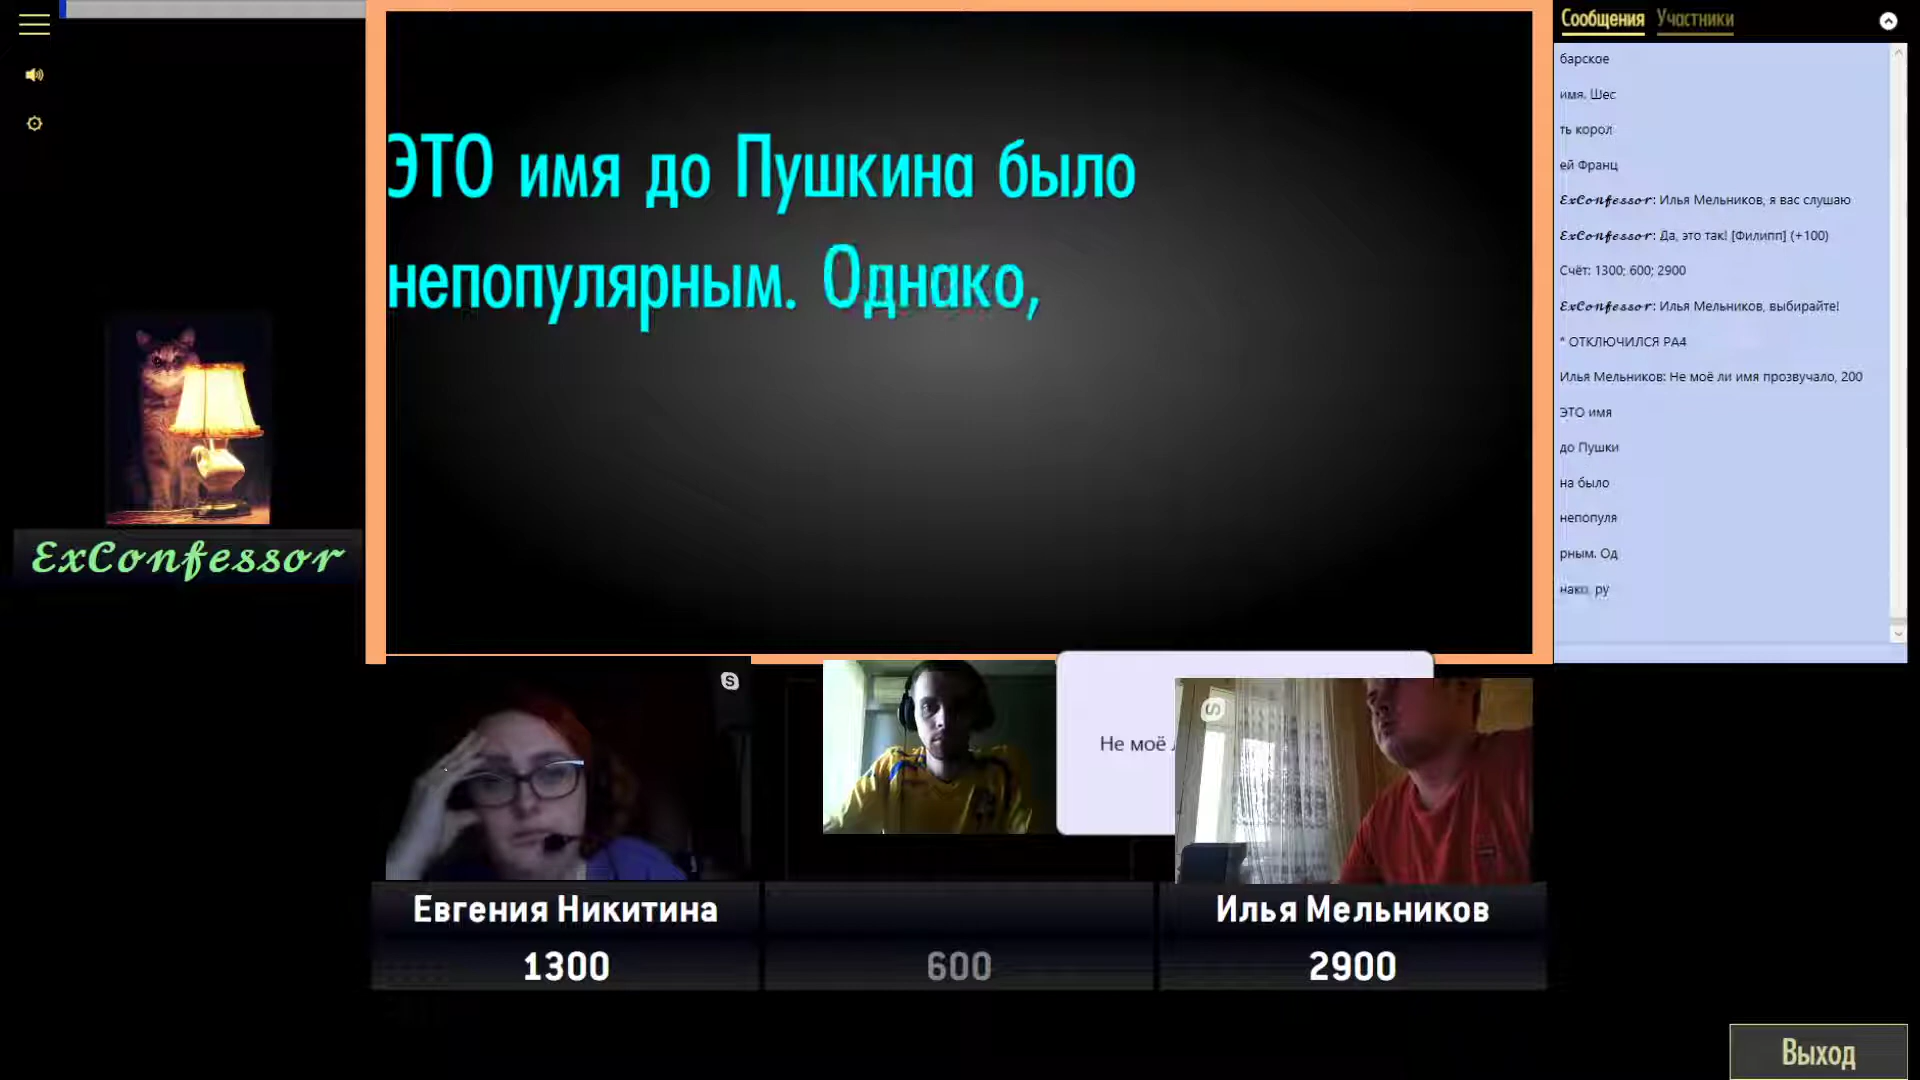 ЭТО имя до Пушкина было
непопулярным. Однако,
Сообщения Участники
барское
имя. Шес
ть корол
ей Франц
ExConfessor: Илья Мельников, я вас слушаю
ExConfessor: Да, это так! [Филипп] (+100)
Счёт: 1300; 600; 2900
ExConfessor: Илья Мельников, выбирайте!
* ОТКЛЮЧИЛСЯ PA4
Илья Мельников: Не моё ли имя прозвучало, 200
ЭТО имя
до Пушки
на было
непопуля
рным. Од
нако, ру
ExConfessor
Не моё
Евгения Никитина
1300
600
Илья Мельников
2900
Выход